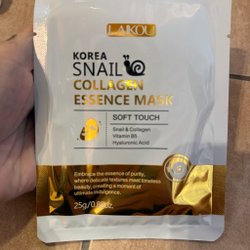 LAIKOU
KOREA
SNAIL
COLLAGEN
ESSENCE MASK
SOFT TOUCH
Snail & Collagen
Vitamin B5
Hyaluronic Acid
Embrace the essence of purity,
where delicate textures meet timeless
beauty, creating a moment of
ultimate indulgence.
25g/0.88oz